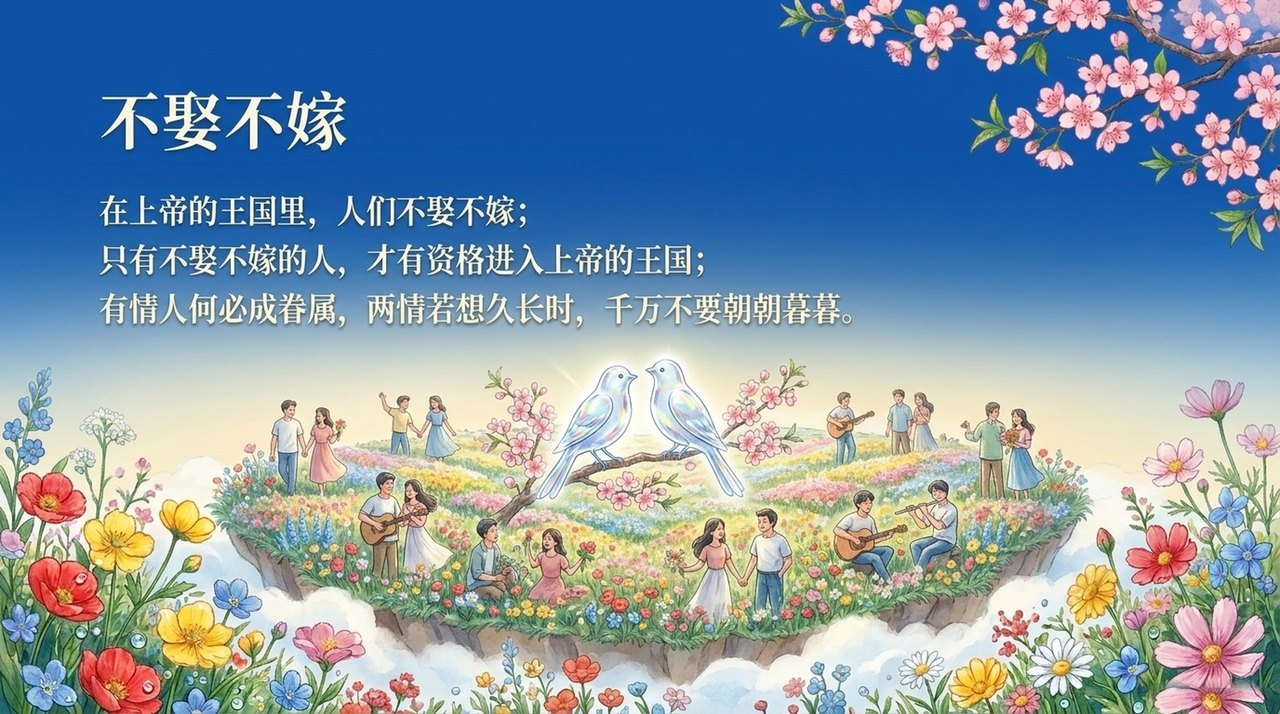 不娶不嫁
在上帝的王国里，人们不娶不嫁；
只有不娶不嫁的人，才有资格进入上帝的王国；
有情人何必成眷属，两情若想久长时，千万不要朝朝暮暮。